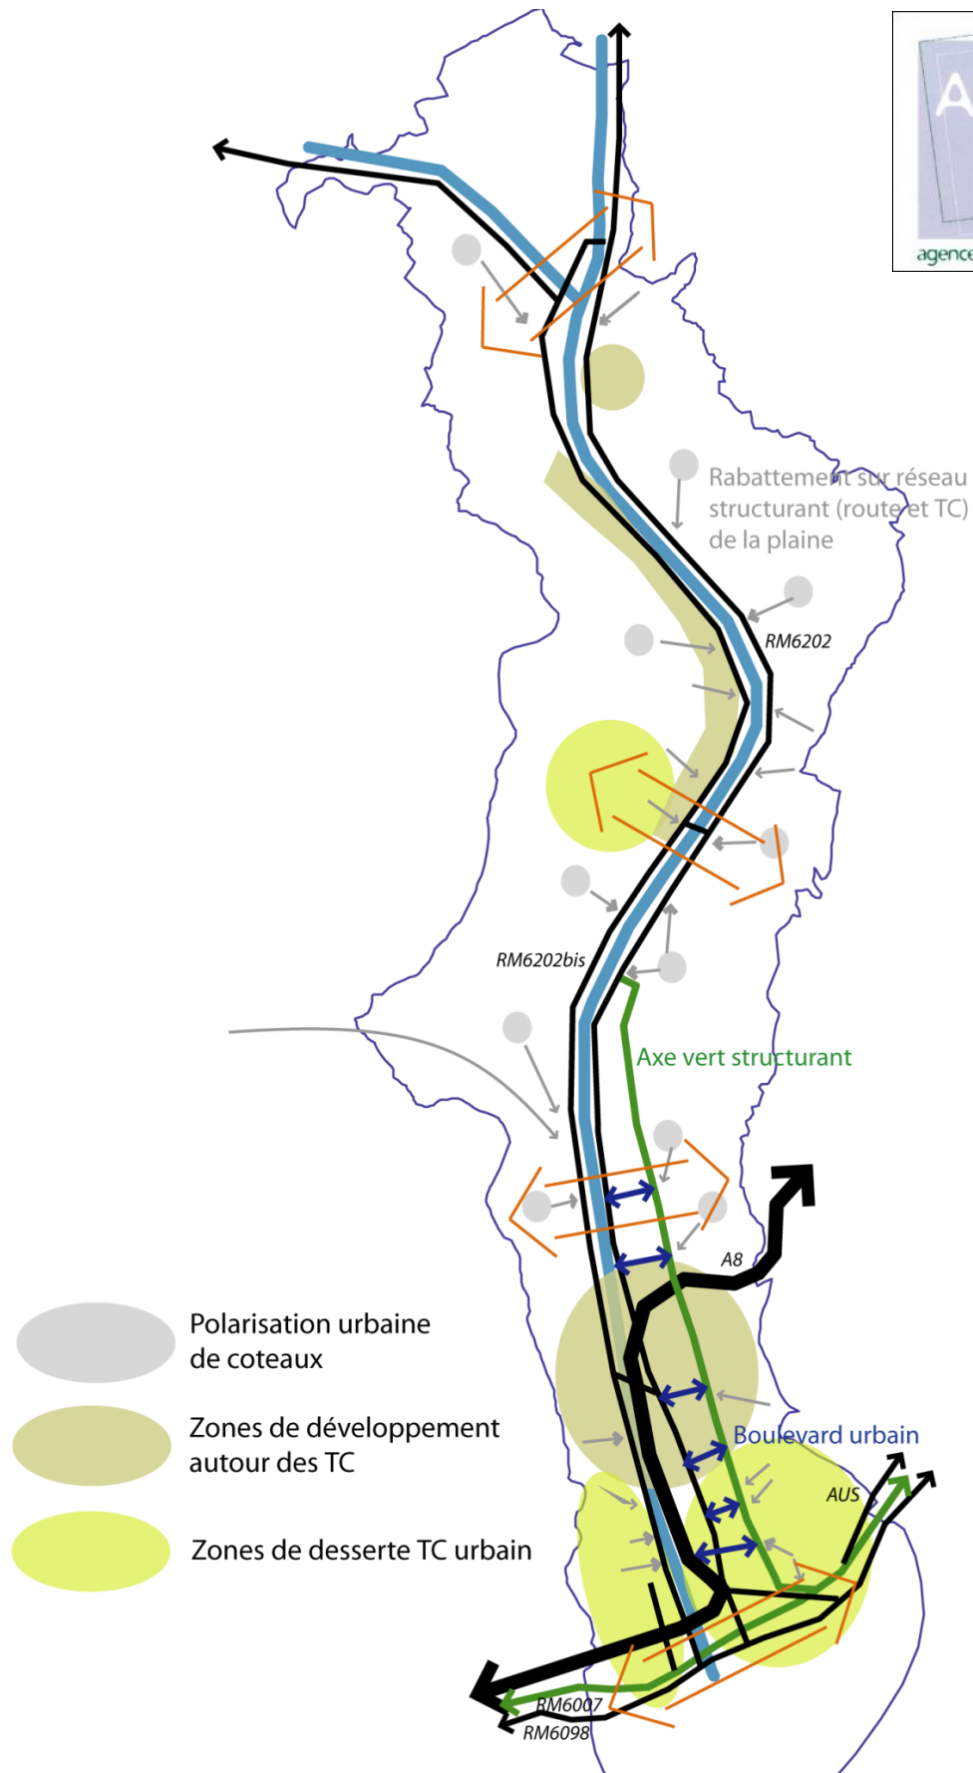 A
agence
Rabattement sur réseau
structurant (route et TC)
de la plaine
RM6202
RM6202bis
Axe vert structurant
A8
Polarisation urbaine
de coteaux
Zones de développement
autour des TC
Boulevard urbain
AUS
Zones de desserte TC urbain
RM6007
RM6098